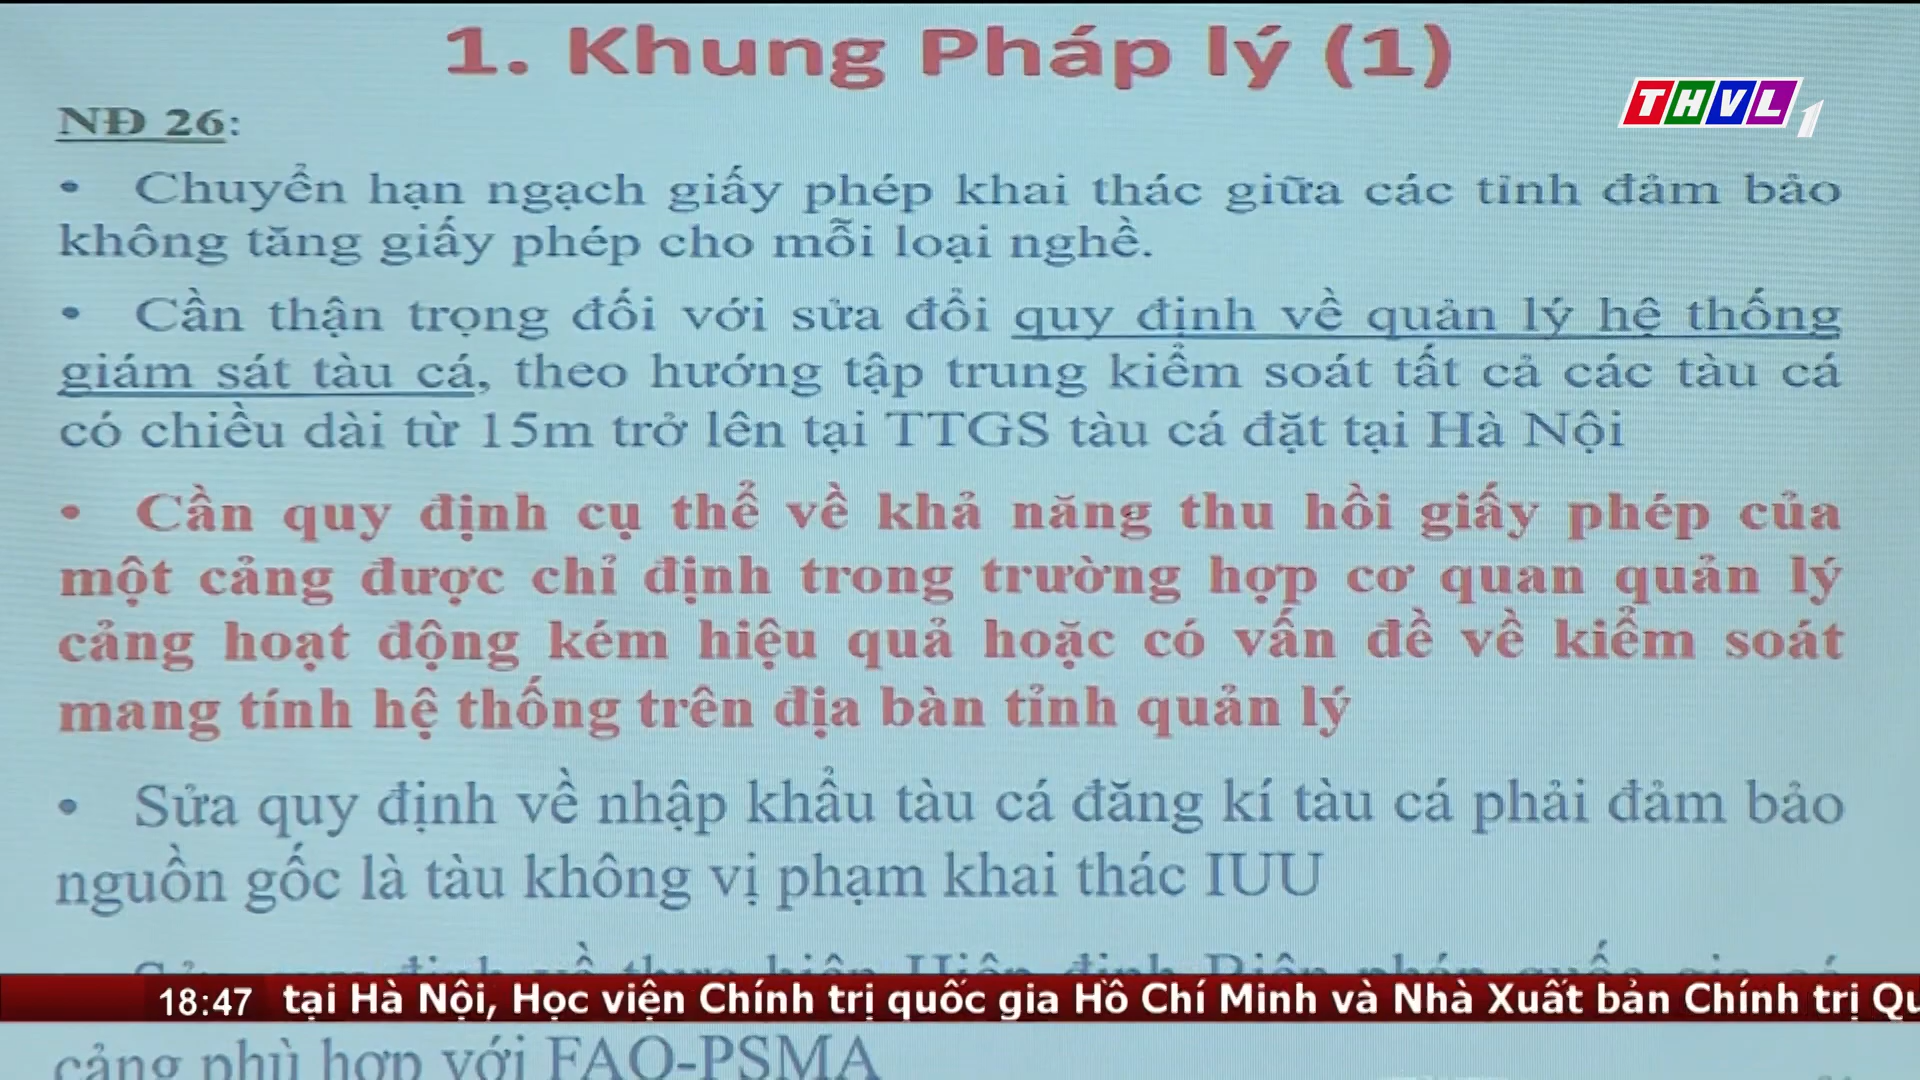 1. Khung Pháp lý (1)
THVL 1
NĐ 26:
• Chuyển hạn ngạch giấy phép khai thác giữa các tỉnh đảm bảo
không tăng giấy phép cho mỗi loại nghề.
• Cần thận trọng đối với sửa đổi quy định về quản lý hệ thống
giám sát tàu cá, theo hướng tập trung kiểm soát tất cả các tàu cá
có chiều dài từ 15m trở lên tại TTGS tàu cá đặt tại Hà Nội
• Cần quy định cụ thể về khả năng thu hồi giấy phép của
một cảng được chỉ định trong trường hợp cơ quan quản lý
cảng hoạt động kém hiệu quả hoặc có vấn đề về kiểm soát
mang tính hệ thống trên địa bàn tỉnh quản lý
• Sửa quy định về nhập khẩu tàu cá đăng kí tàu cá phải đảm bảo
nguồn gốc là tàu không vị phạm khai thác IUU
18:47 tại Hà Nội, Học viện Chính trị quốc gia Hồ Chí Minh và Nhà Xuất bản Chính trị Qu
cảng phù hợp với FAO-PSMA